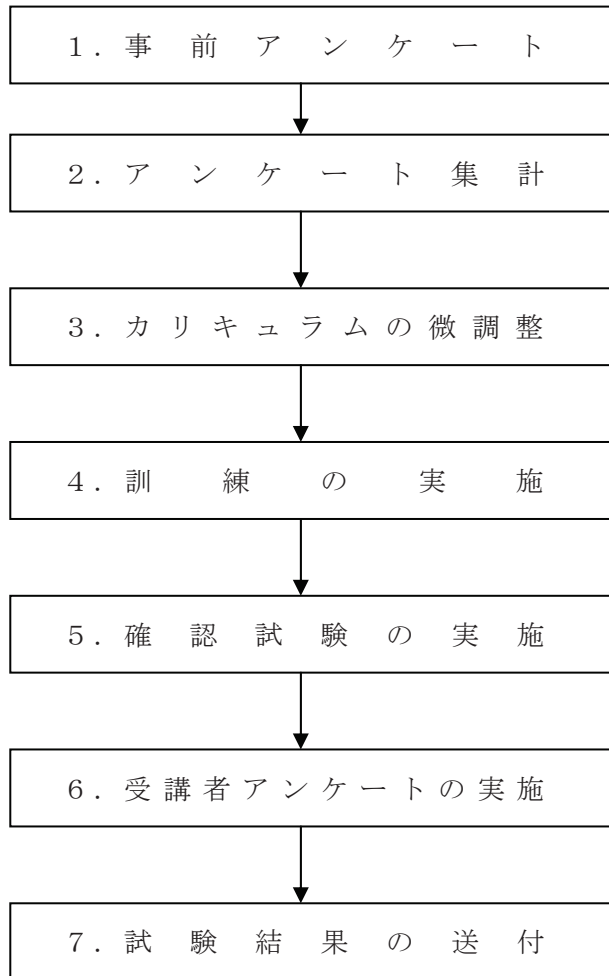 １．事前アンケート
２．アンケート集計
３．カリキュラムの微調整
４．訓練の実施
５．確認試験の実施
６．受講者アンケートの実施
７．試験結果の送付